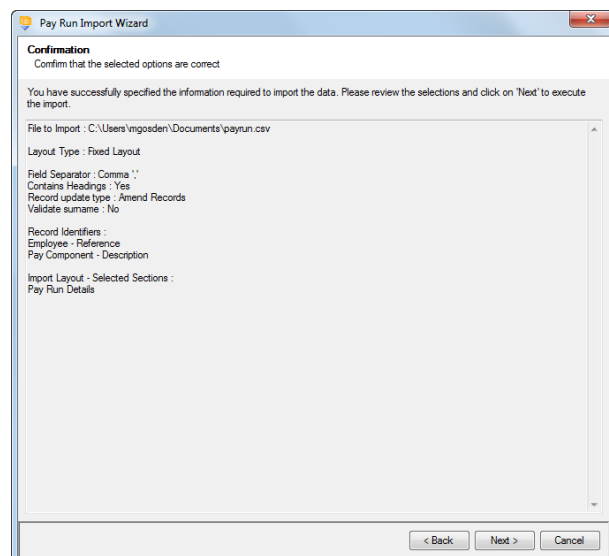 Pay Run Import Wizard
Confirmation
Comfirm that the selected options are correct
You have successfully specified the information required to import the data. Please review the selections and click on 'Next' to execute
the import.
File to Import : C:\Users\mgosden\Documents\payrun.csv
Layout Type : Fixed Layout
Field Separator : Comma ','
Contains Headings : Yes
Record update type : Amend Records
Validate surname : No
Record Identifiers :
Employee - Reference
Pay Component - Description
Import Layout - Selected Sections :
Pay Run Details
< Back Next > Cancel